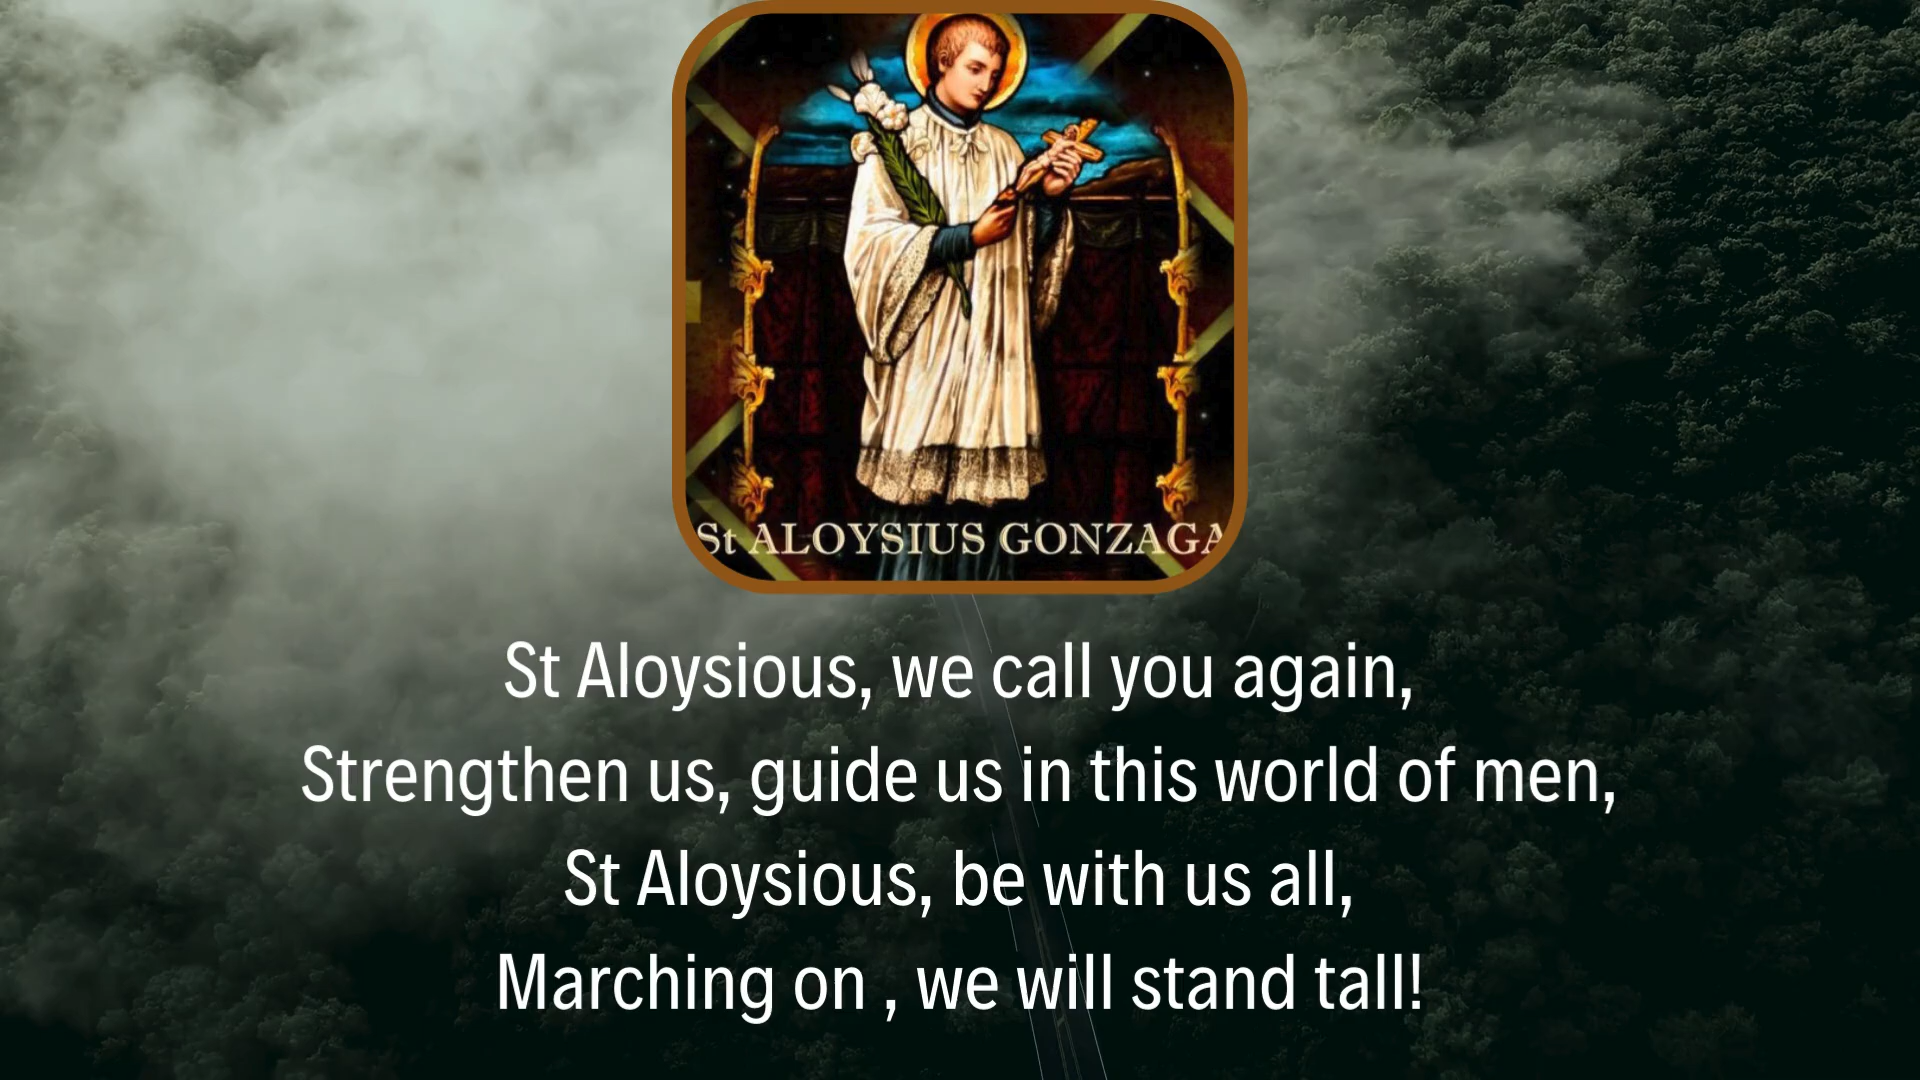 St ALOYSIUS GONZAGA
St Aloysious, we call you again,
Strengthen us, guide us in this world of men,
St Aloysious, be with us all,
Marching on , we will stand tall!